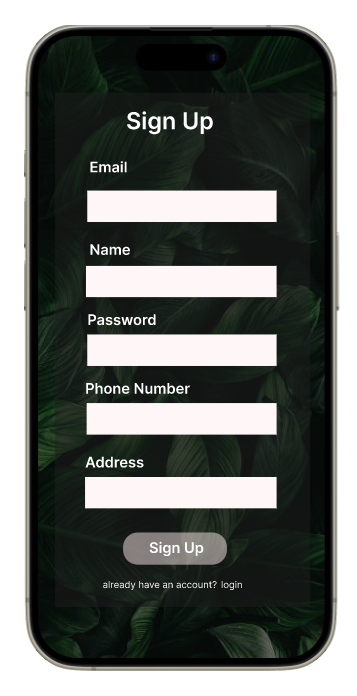 Sign Up
Email
Name
Password
Phone Number
Address
Sign Up
already have an account? login